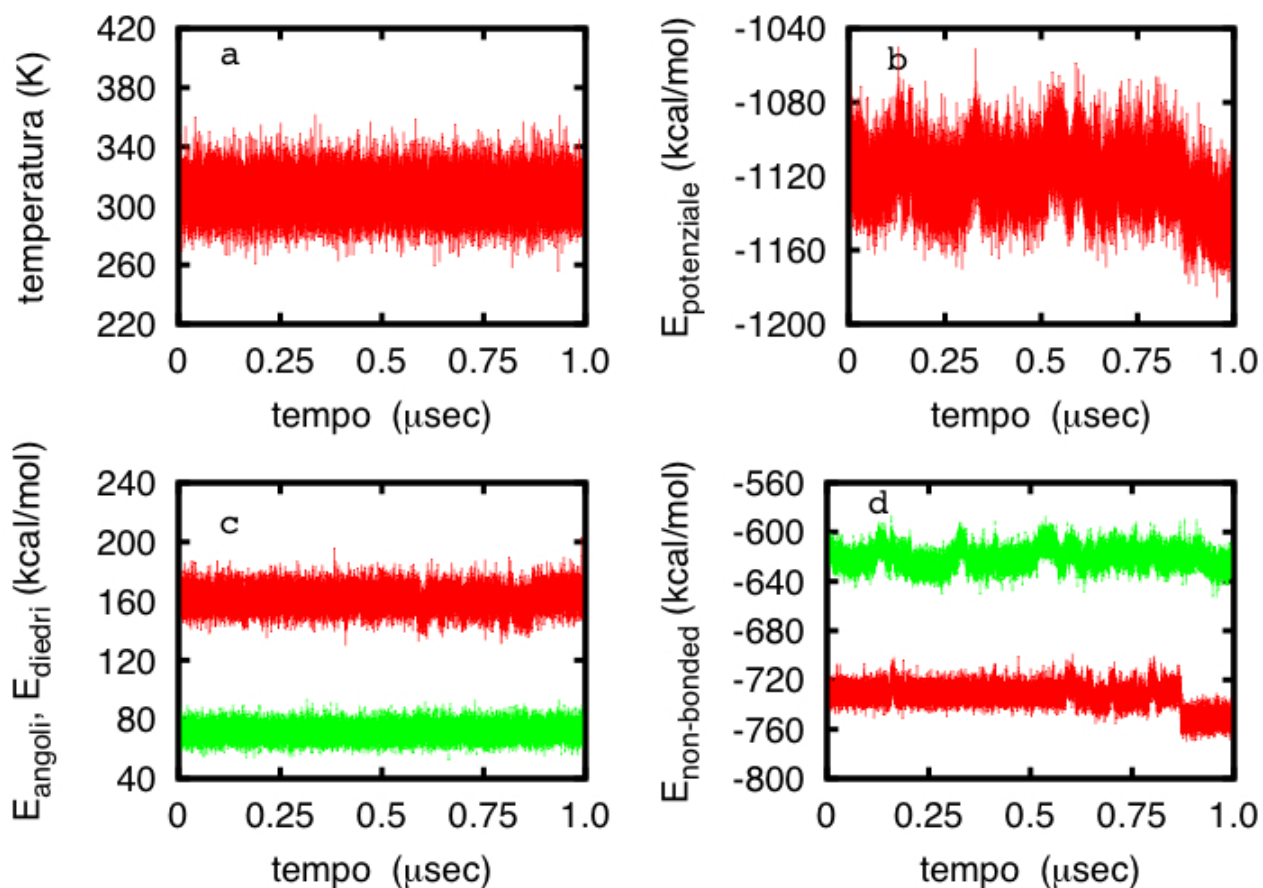 420
380
340
300
260
220
temperatura (K)
a
0 0.25 0.5 0.75 1.0
tempo (μsec)
-1040
-1080
-1120
-1160
-1200
E_potenziale (kcal/mol)
b
0 0.25 0.5 0.75 1.0
tempo (μsec)
240
200
160
120
80
40
E_angoli, E_diedri (kcal/mol)
c
0 0.25 0.5 0.75 1.0
tempo (μsec)
-560
-600
-640
-680
-720
-760
-800
E_non-bonded (kcal/mol)
d
0 0.25 0.5 0.75 1.0
tempo (μsec)